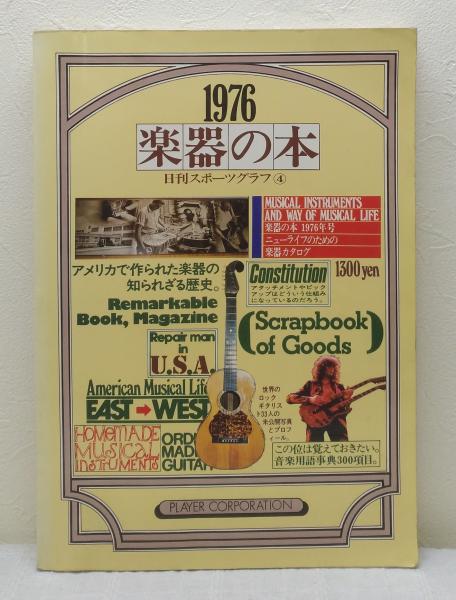 1976
楽器の本
日刊スポーツグラフ④
MUSICAL INSTRUMENTS
AND WAY OF MUSICAL LIFE
楽器の本 1976年号
ニューライフのための
楽器カタログ
1300yen
アメリカで作られた楽器の
知られざる歴史。
Remarkable
Book, Magazine
Constitution
アタッチメントやピック
アップはどういう仕組み
になっているのだろう。
Scrapbook
of Goods
Repair man
in
U.S.A.
American Musical Life
EAST➔WEST
HOMEMADE
MUSICAL
INSTRUMENTS
ORDER
MADE
GUITAR
世界の
ロック
ギタリス
ト33人の
未公開写真
とプロフ
ィール。
この位は覚えておきたい。
音楽用語事典300項目。
PLAYER CORPORATION